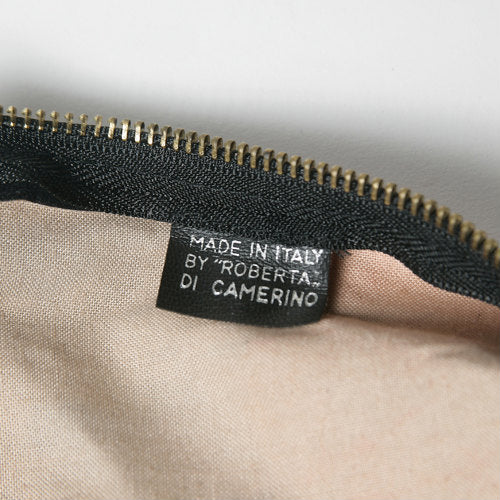 MADE IN ITALY
BY "ROBERTA„
DI CAMERINO